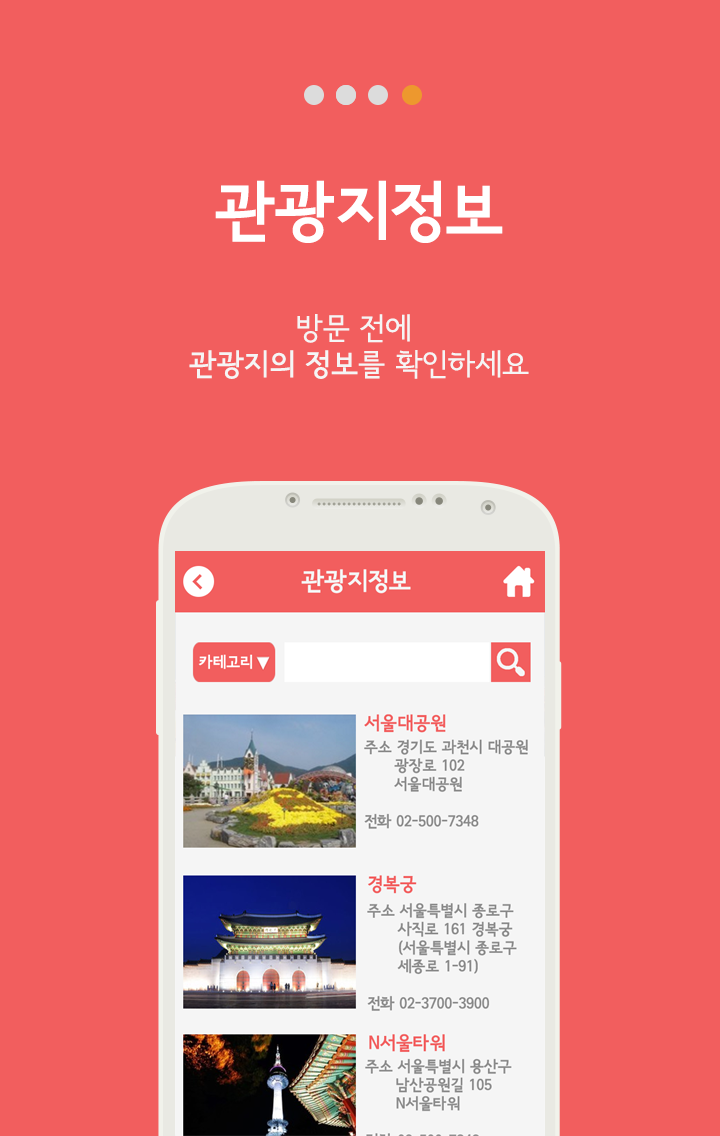 관광지정보
방문 전에
관광지의 정보를 확인하세요
관광지정보
카테고리 ▼
서울대공원
주소 경기도 과천시 대공원
광장로 102
서울대공원
전화 02-500-7348
경복궁
주소 서울특별시 종로구
사직로 161 경복궁
(서울특별시 종로구
세종로 1-91)
전화 02-3700-3900
N서울타워
주소 서울특별시 용산구
남산공원길 105
N서울타워